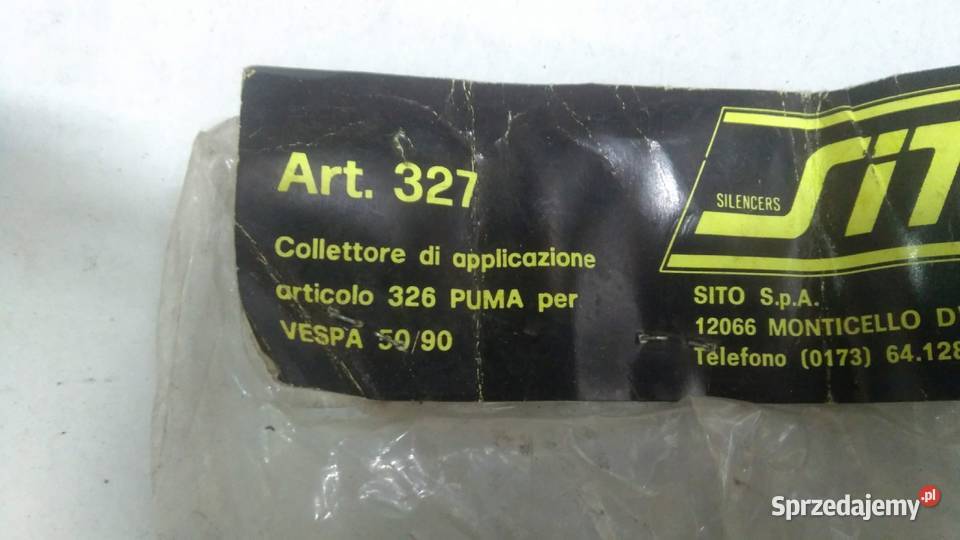 Art. 327
Collettore di applicazione
articolo 326 PUMA per
VESPA 50/90
SILENCERS
SIT
SITO S.p.A.
12066 MONTICELLO D'
Telefono (0173) 64.128
Sprzedajemy.pl